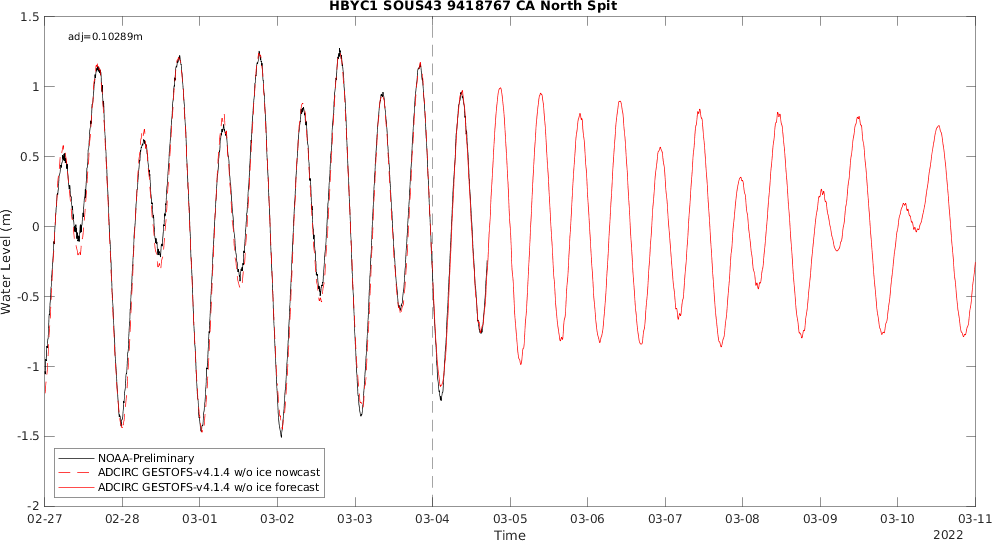 HBYC1 SOUS43 9418767 CA North Spit
adj=0.10289m
1.5
1
0.5
0
-0.5
-1
-1.5
-2
Water Level (m)
NOAA-Preliminary
ADCIRC GESTOFS-v4.1.4 w/o ice nowcast
ADCIRC GESTOFS-v4.1.4 w/o ice forecast
02-27 02-28 03-01 03-02 03-03 03-04 03-05 03-06 03-07 03-08 03-09 03-10 03-11
Time
2022